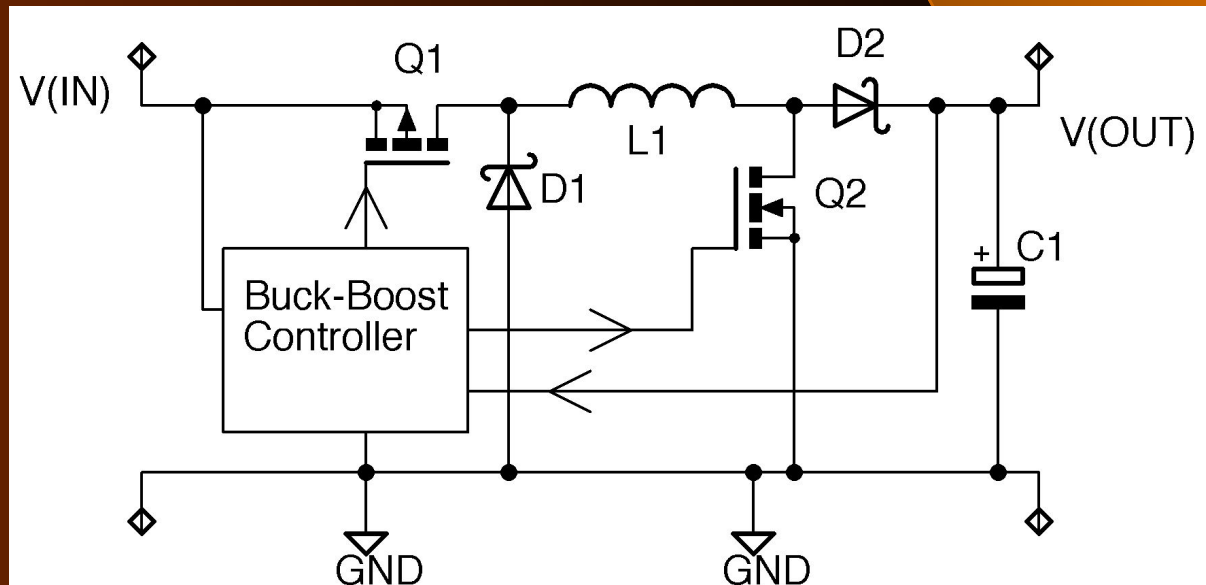 Q1
D2
V(IN)
L1
V(OUT)
D1
Q2
+
C1
Buck-Boost
Controller
GND
GND